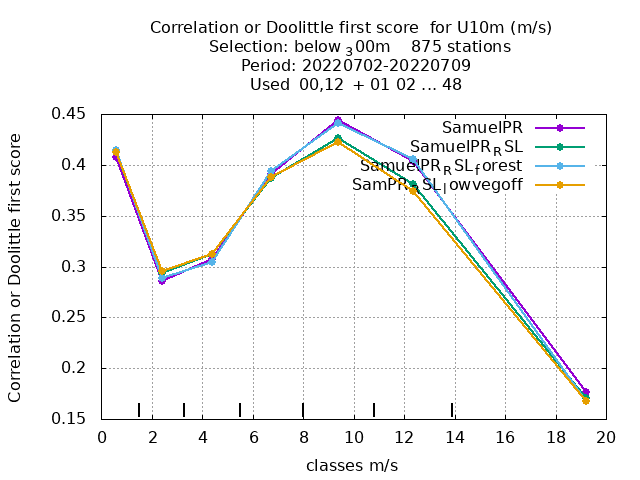 Correlation or Doolittle first score  for U10m (m/s)
Selection: below ₃00m    875 stations
Period: 20220702-20220709
Used  00,12  + 01 02 ... 48
Correlation or Doolittle first score
0.45
0.4
0.35
0.3
0.25
0.2
0.15
SamuelPR
SamuelPR_RSL
SamuelPR_RSL_forest
SamPR_RSL_lowvegoff
0 2 4 6 8 10 12 14 16 18 20
classes m/s